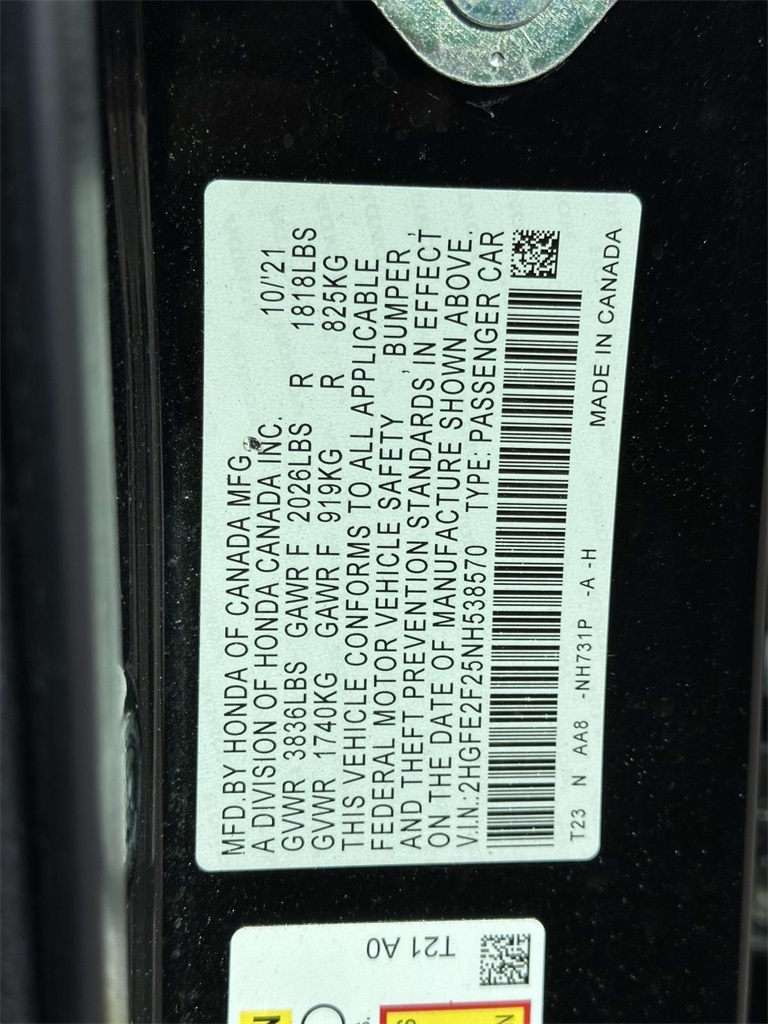 MFD.BY HONDA OF CANADA MFG.
A DIVISION OF HONDA CANADA INC. 10/'21
GVWR 3836LBS GAWR F 2026LBS R 1818LBS
GVWR 1740KG GAWR F 919KG R 825KG
THIS VEHICLE CONFORMS TO ALL APPLICABLE
FEDERAL MOTOR VEHICLE SAFETY, BUMPER,
AND THEFT PREVENTION STANDARDS IN EFFECT
ON THE DATE OF MANUFACTURE SHOWN ABOVE.
V.I.N.:2HGFE2F25NH538570 TYPE: PASSENGER CAR
T23 N AA8 -NH731P -A -H MADE IN CANADA
T21 A0